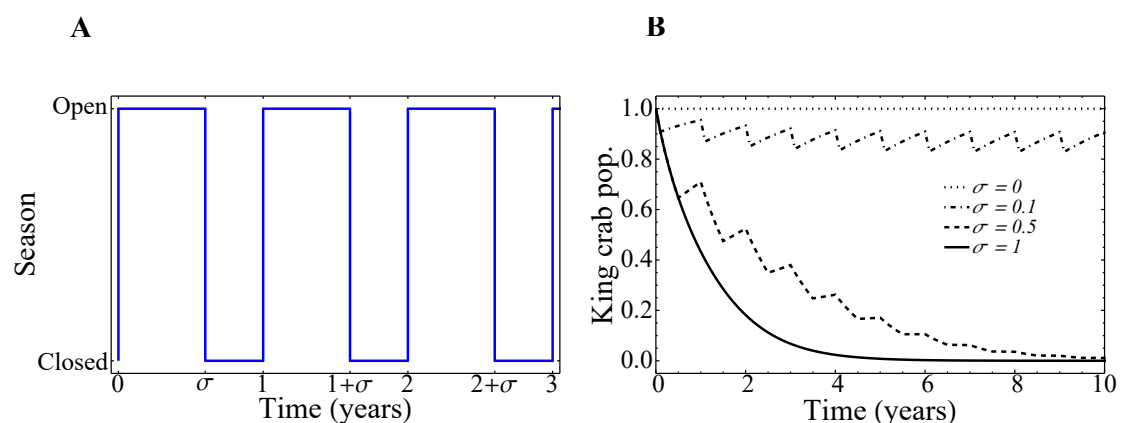 A
Open
Closed
Season
0
σ
1
1+σ
2
2+σ
3
Time (years)
B
1.0
0.8
0.6
0.4
0.2
0.0
King crab pop.
σ = 0
σ = 0.1
σ = 0.5
σ = 1
0
2
4
6
8
10
Time (years)